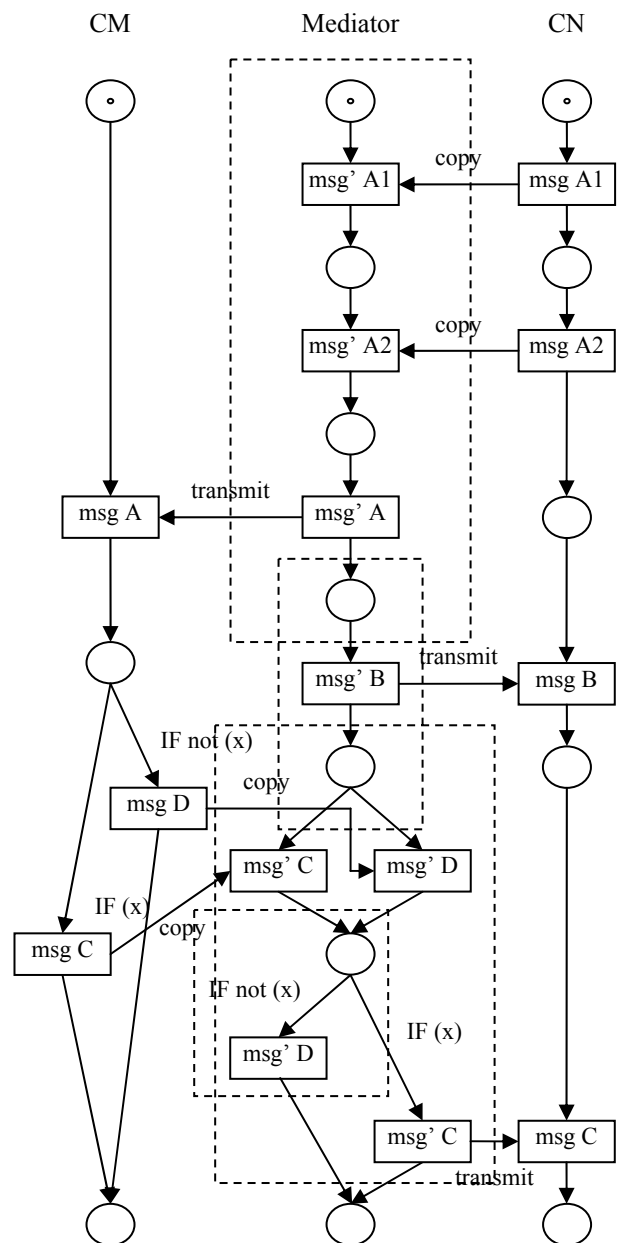 CM Mediator CN
copy
msg’ A1 msg A1
copy
msg’ A2 msg A2
transmit
msg A msg’ A
msg’ B transmit msg B
IF not (x)
copy
msg D
msg’ C msg’ D
IF (x)
copy
msg C
IF not (x)
IF (x)
msg’ D
msg’ C msg C
transmit